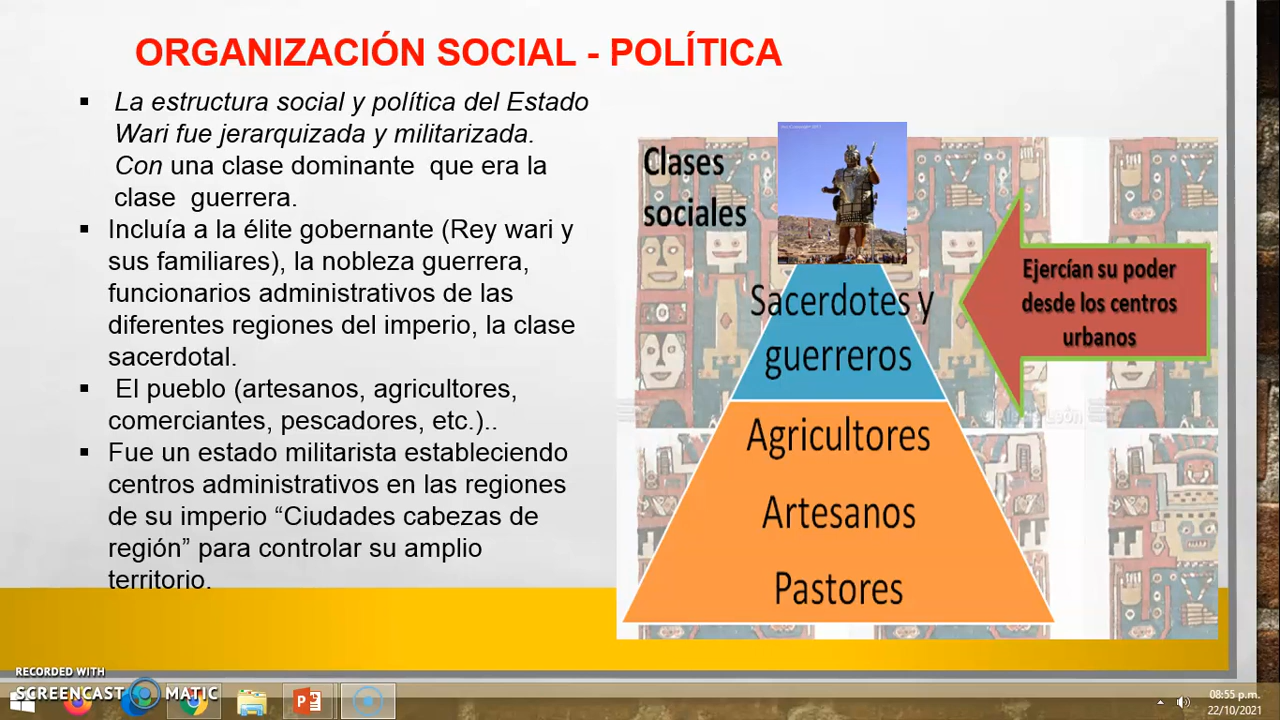 ORGANIZACIÓN SOCIAL - POLÍTICA
La estructura social y política del Estado
Wari fue jerarquizada y militarizada.
Con una clase dominante que era la
clase guerrera.
Incluía a la élite gobernante (Rey wari y
sus familiares), la nobleza guerrera,
funcionarios administrativos de las
diferentes regiones del imperio, la clase
sacerdotal.
El pueblo (artesanos, agricultores,
comerciantes, pescadores, etc.)..
Fue un estado militarista estableciendo
centros administrativos en las regiones
de su imperio “Ciudades cabezas de
región” para controlar su amplio
territorio.
Clases
sociales
Sacerdotes y
guerreros
Agricultores
Artesanos
Pastores
Ejercían su poder
desde los centros
urbanos
RECORDED WITH
SCREENCAST MATIC
08:55 p.m.
22/10/2021